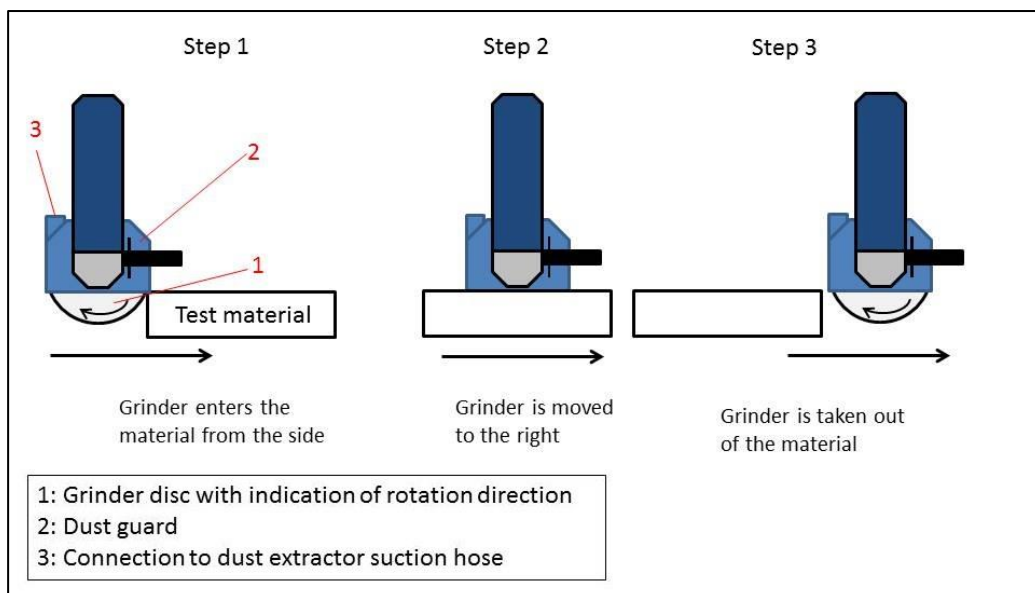 Step 1
Step 2
Step 3
3
2
1
Test material
Grinder enters the
material from the side
Grinder is moved
to the right
Grinder is taken out
of the material
1: Grinder disc with indication of rotation direction
2: Dust guard
3: Connection to dust extractor suction hose